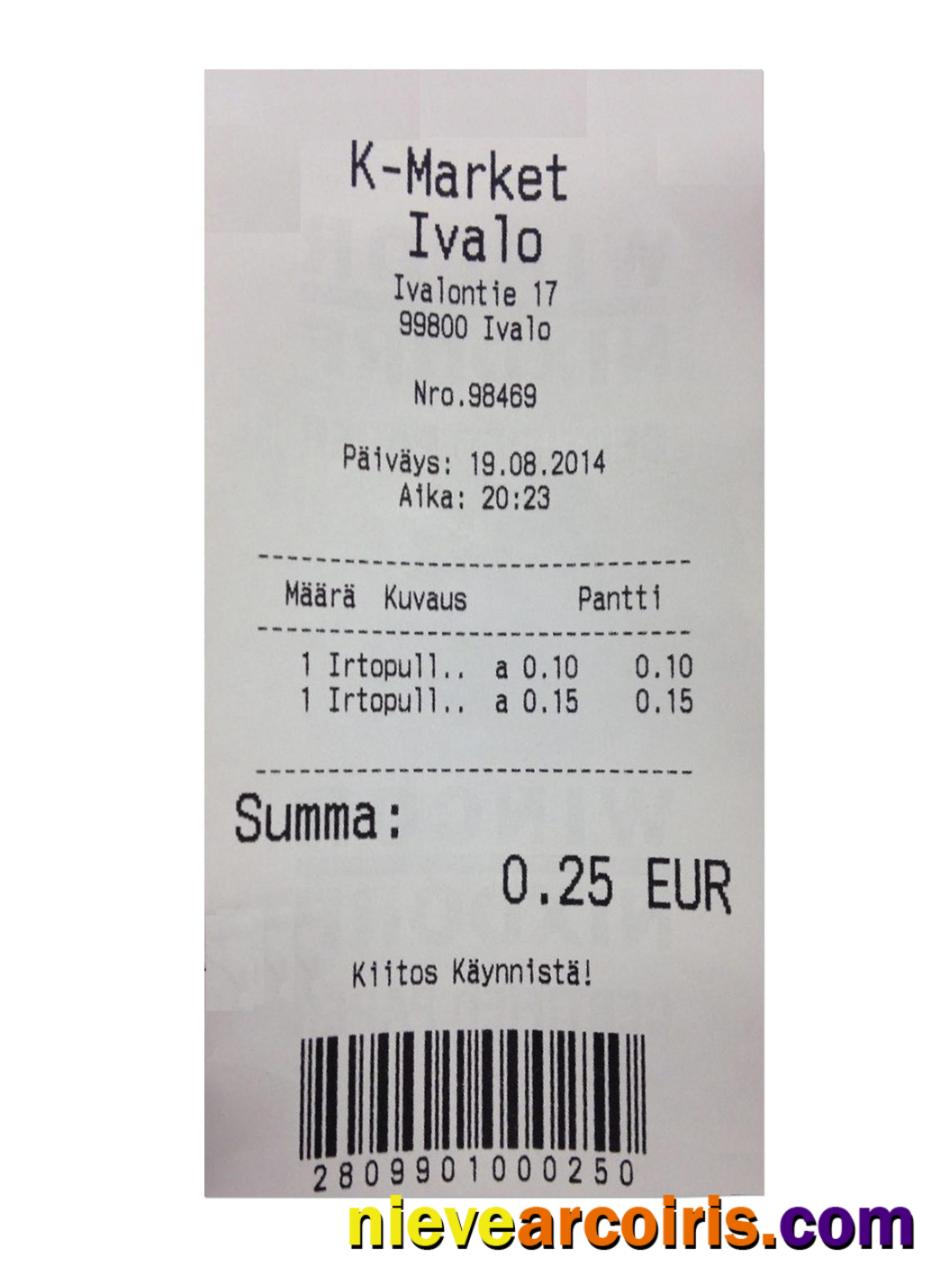 K-Market
Ivalo
Ivalontie 17
99800 Ivalo
Nro.98469
Päiväys: 19.08.2014
Aika: 20:23
Määrä Kuvaus Pantti
1 Irtopull.. a 0.10 0.10
1 Irtopull.. a 0.15 0.15
Summa:
0.25 EUR
Kiitos Käynnistä!
2809901000250
nievearcoiris.com